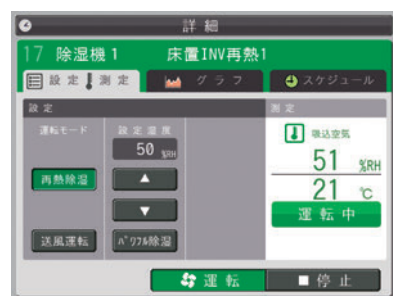 詳細
17 除湿機1 床置INV再熱1
設定 測定 グラフ スケジュール
設定 測定
運転モード 設定湿度 吸込空気
50 %RH
51 %RH
再熱除湿 ▲
21 ℃
▼ 運転中
送風運転 パワフル除湿
運転 ■停止